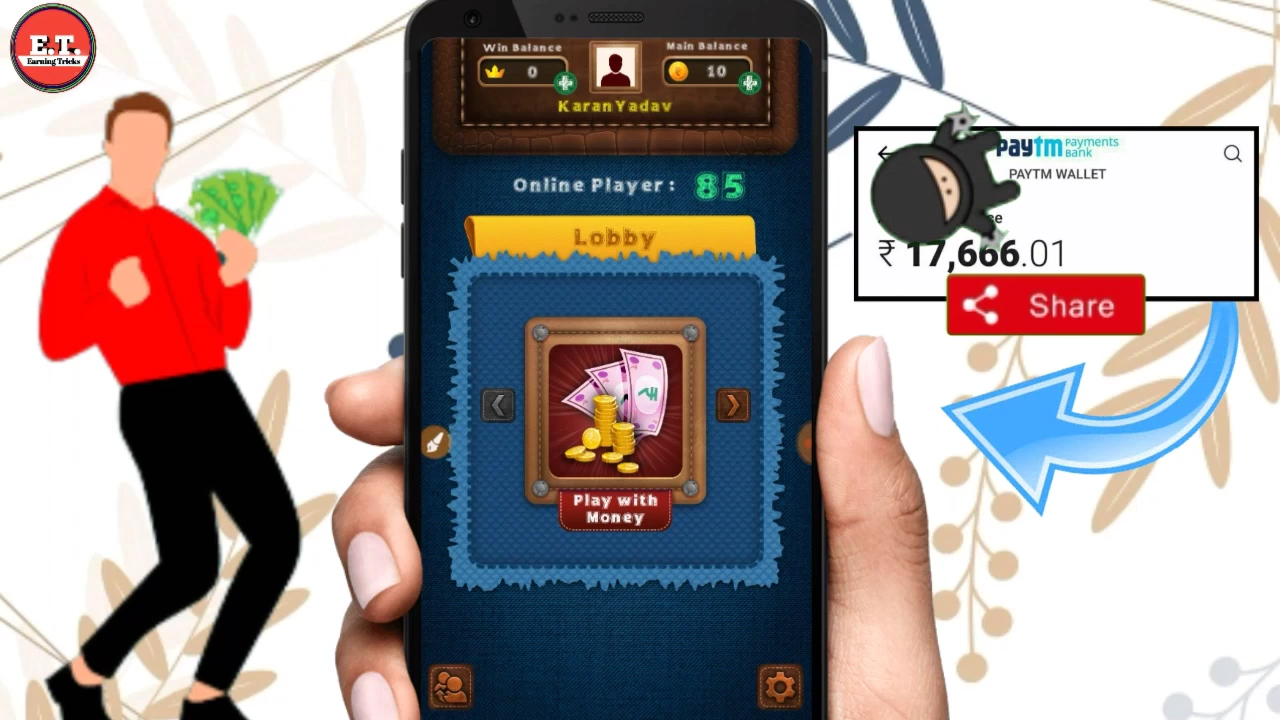 E.T.
Earning Tricks
Win Balance
0
Main Balance
10
KaranYadav
Online Player : 85
Lobby
Play with
Money
paytm Payments
Bank
PAYTM WALLET
₹ 17,666.01
Share